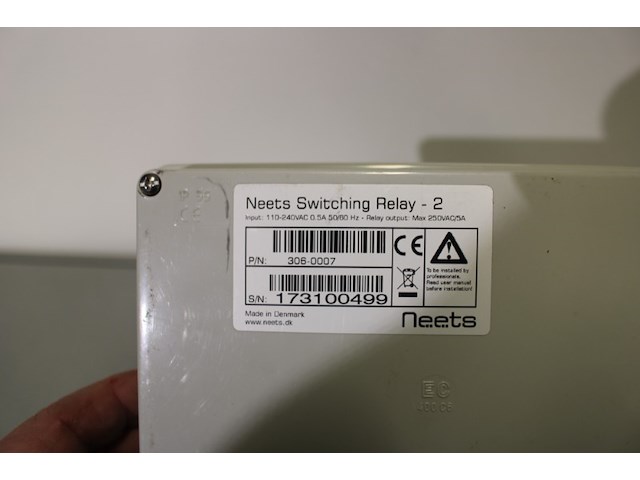 Neets Switching Relay - 2
Input: 110-240VAC 0.5A 50/60 Hz - Relay output: Max 250VAC/5A
P/N: 306-0007
CE
To be installed by
professionals.
Read user manual
before installation!
S/N: 173100499
Made in Denmark
www.neets.dk
Neets